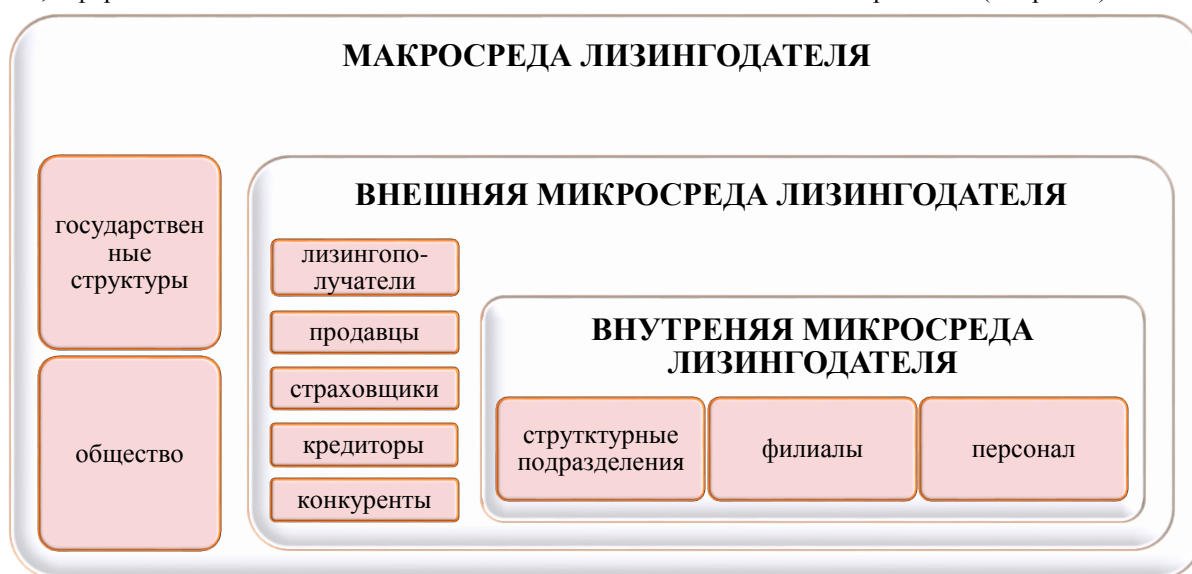 МАКРОСРЕДА ЛИЗИНГОДАТЕЛЯ
государствен
ные
структуры
общество
ВНЕШНЯЯ МИКРОСРЕДА ЛИЗИНГОДАТЕЛЯ
лизингопо-
лучатели
продавцы
страховщики
кредиторы
конкуренты
ВНУТРЕНЯЯ МИКРОСРЕДА
ЛИЗИНГОДАТЕЛЯ
струтктурные
подразделения
филиалы
персонал